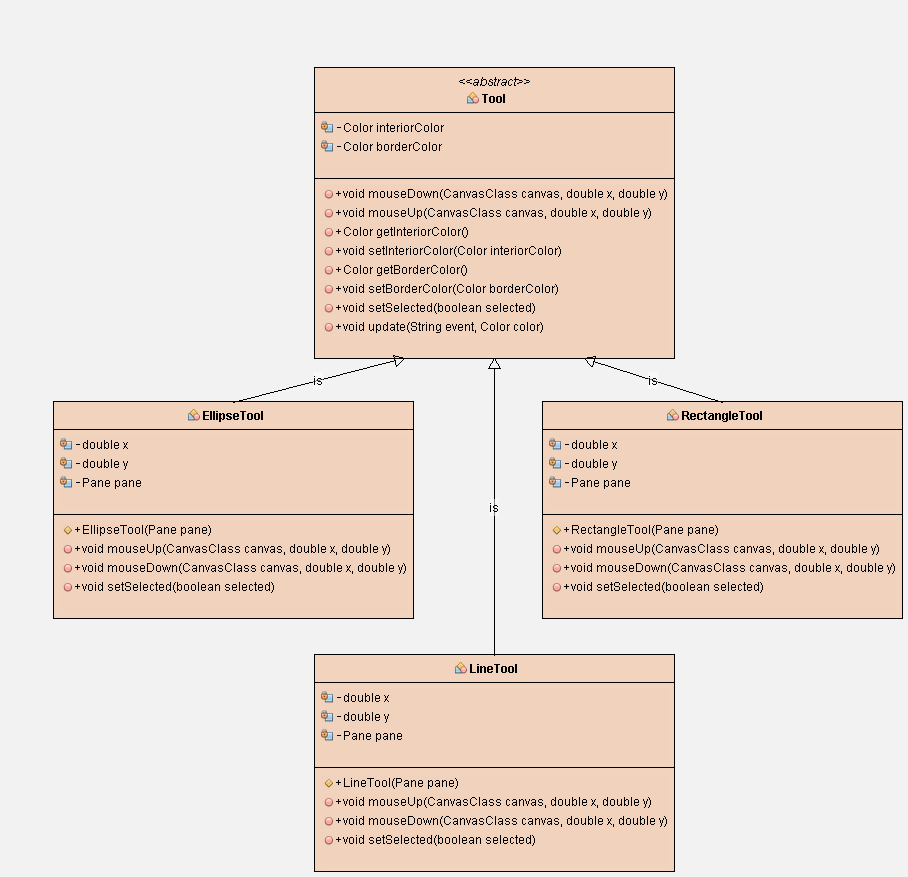 <<abstract>>
Tool
-Color interiorColor
-Color borderColor
+void mouseDown(CanvasClass canvas, double x, double y)
+void mouseUp(CanvasClass canvas, double x, double y)
+Color getInteriorColor()
+void setInteriorColor(Color interiorColor)
+Color getBorderColor()
+void setBorderColor(Color borderColor)
+void setSelected(boolean selected)
+void update(String event, Color color)
is
is
is
EllipseTool
-double x
-double y
-Pane pane
+EllipseTool(Pane pane)
+void mouseUp(CanvasClass canvas, double x, double y)
+void mouseDown(CanvasClass canvas, double x, double y)
+void setSelected(boolean selected)
RectangleTool
-double x
-double y
-Pane pane
+RectangleTool(Pane pane)
+void mouseUp(CanvasClass canvas, double x, double y)
+void mouseDown(CanvasClass canvas, double x, double y)
+void setSelected(boolean selected)
LineTool
-double x
-double y
-Pane pane
+LineTool(Pane pane)
+void mouseUp(CanvasClass canvas, double x, double y)
+void mouseDown(CanvasClass canvas, double x, double y)
+void setSelected(boolean selected)